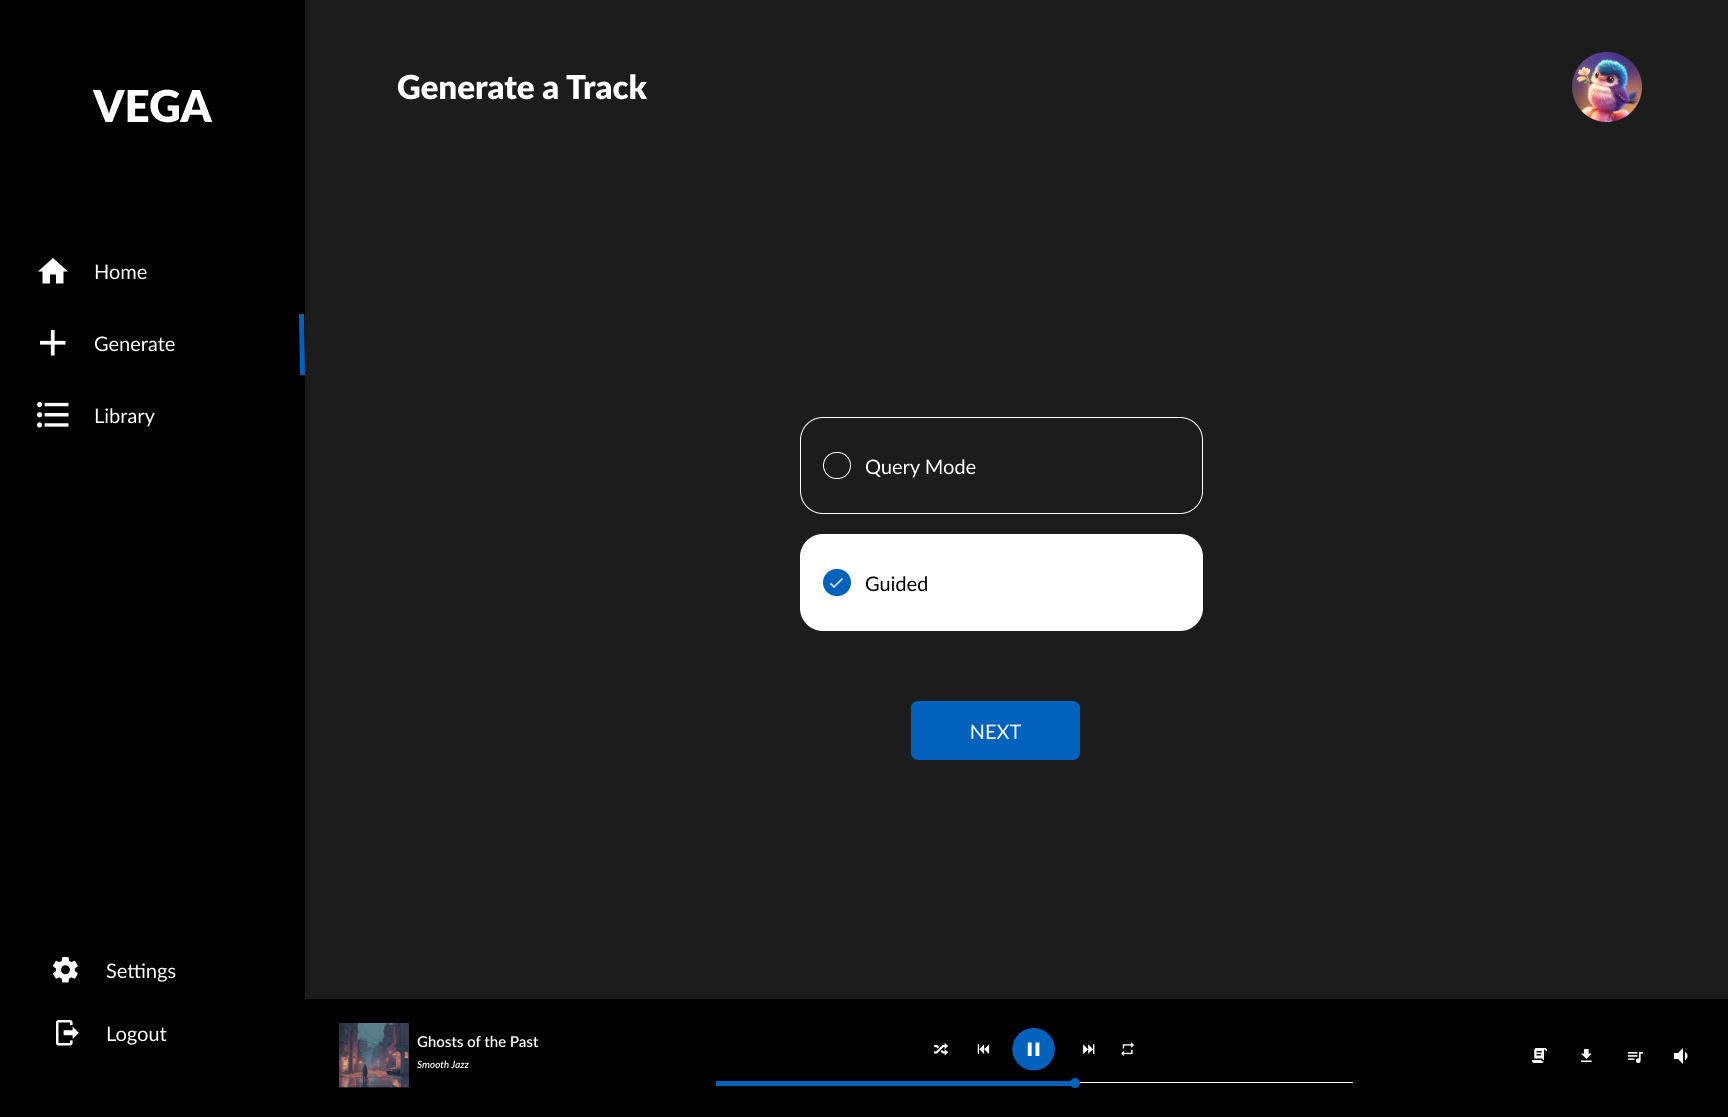 VEGA
Home
Generate
Library
Settings
Logout
Generate a Track
Query Mode
Guided
NEXT
Ghosts of the Past
Smooth Jazz